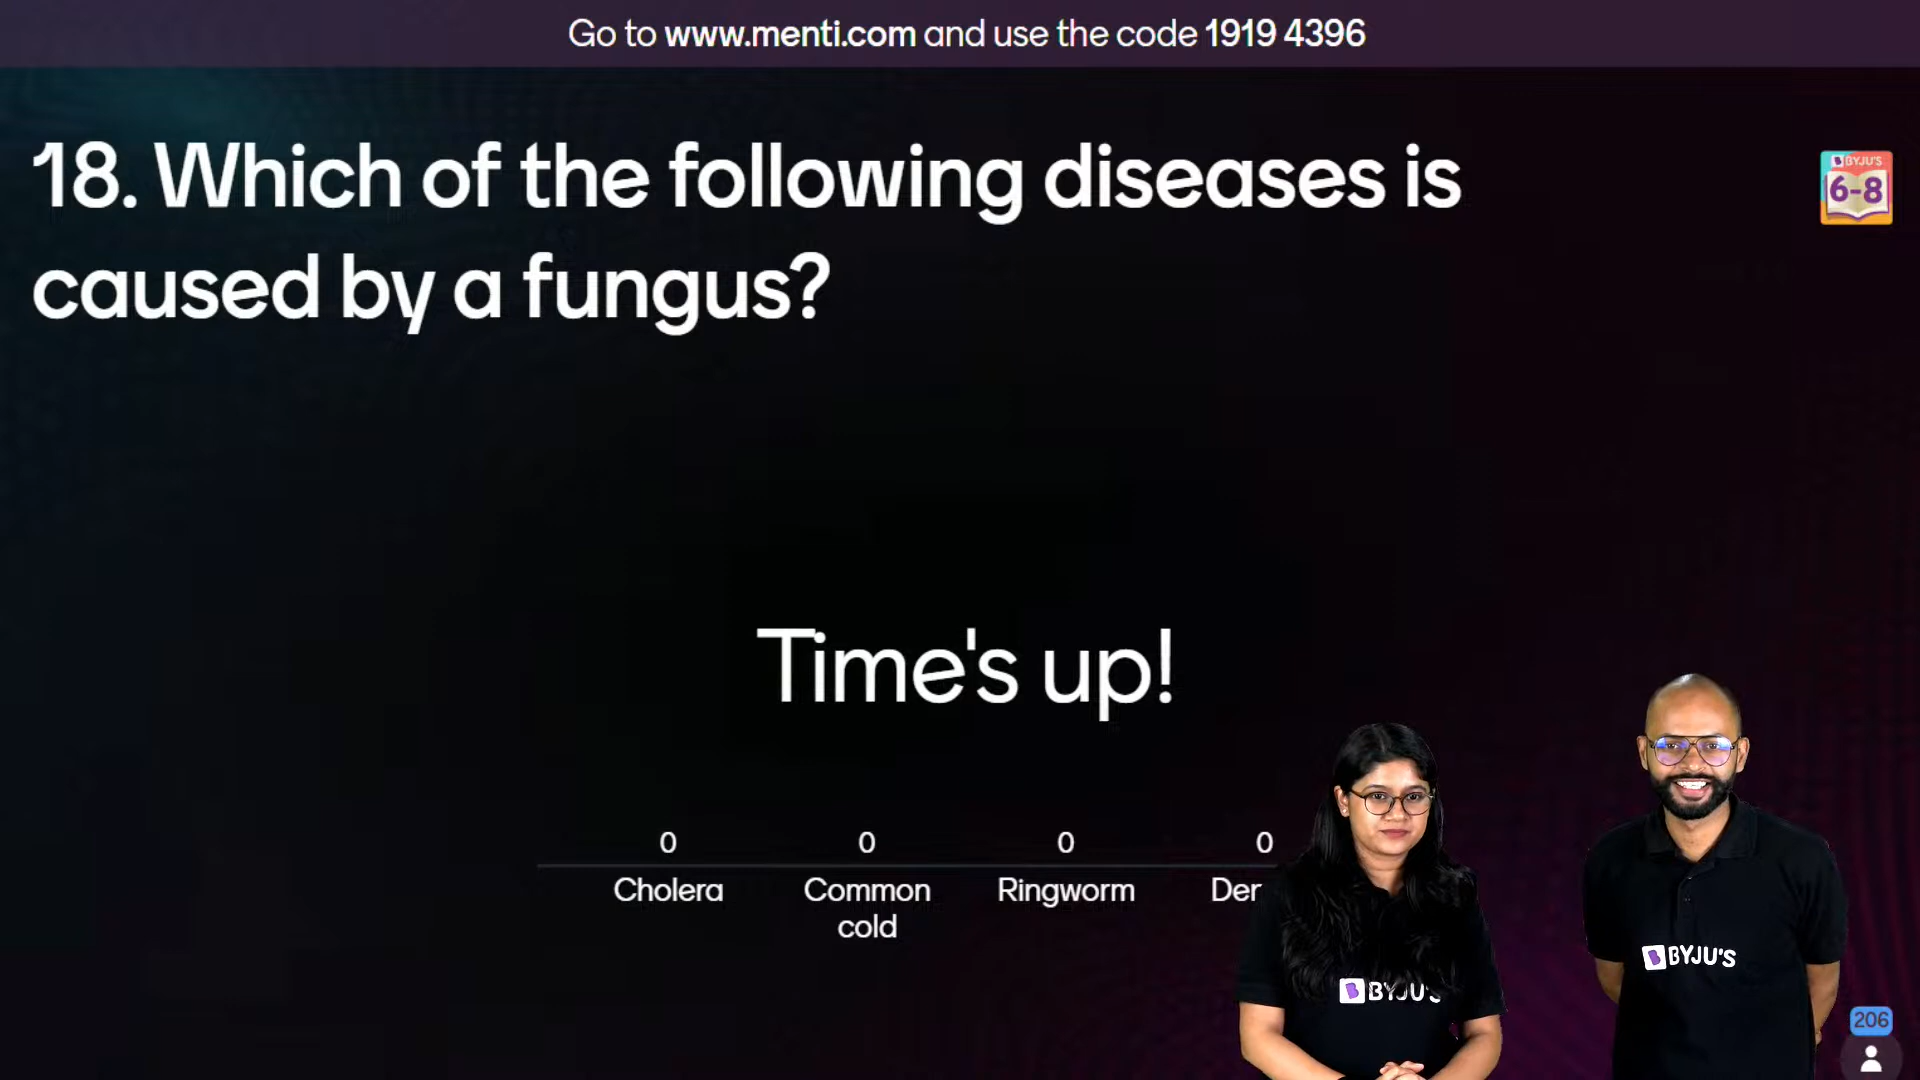 Go to www.menti.com and use the code 1919 4396
18. Which of the following diseases is
caused by a fungus?
BYJU'S
6-8
Time's up!
0 0 0 0
Cholera Common Ringworm
cold
BYJU'S
BYJU'S
206